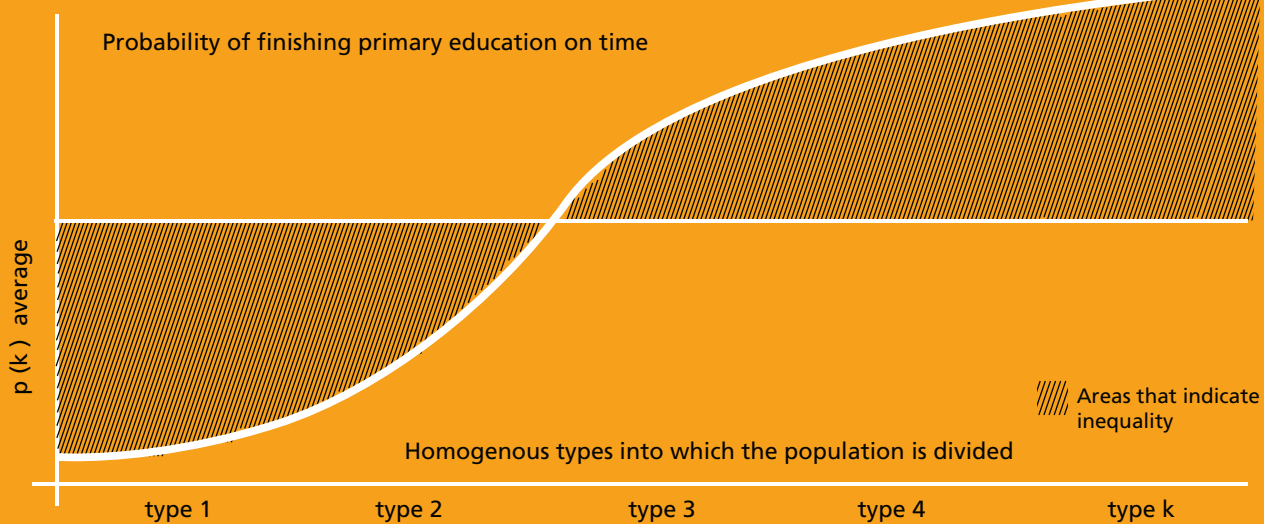 Probability of finishing primary education on time
p (k) average
Areas that indicate
inequality
Homogenous types into which the population is divided
type 1 type 2 type 3 type 4 type k